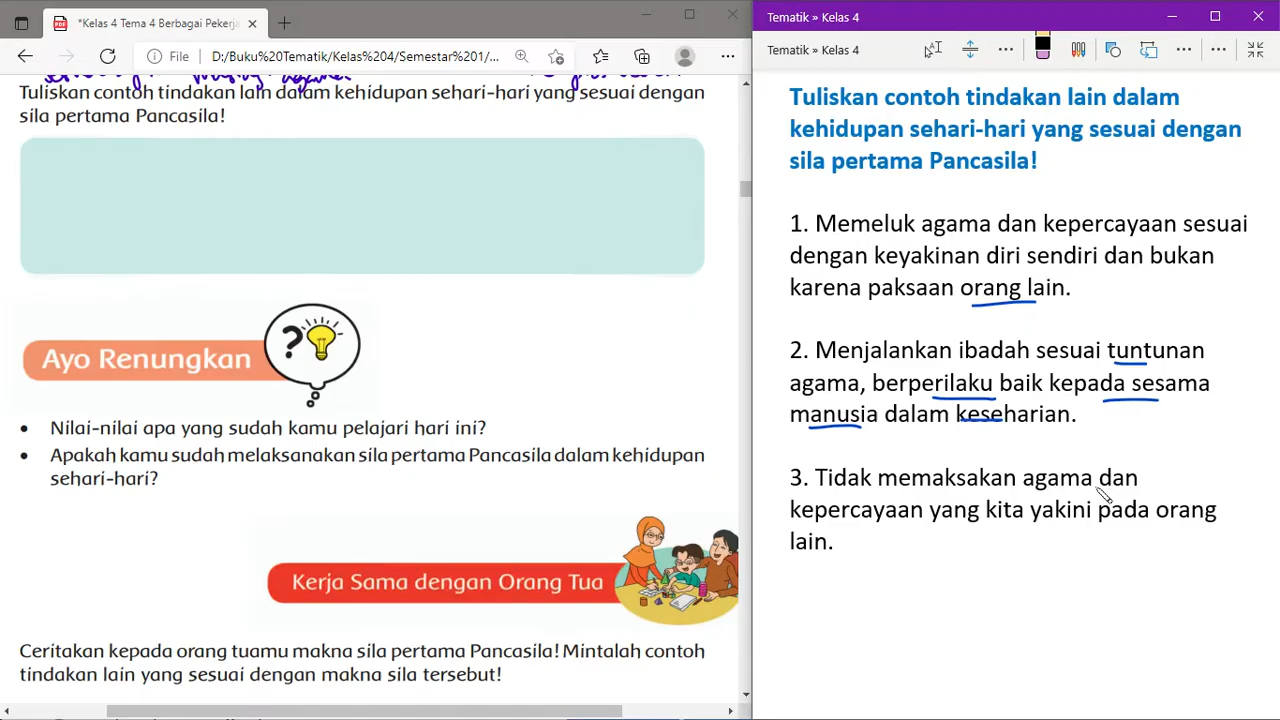 *Kelas 4 Tema 4 Berbagai Pekerja
File
D:/Buku%20Tematik/Kelas%204/Semestar%201/...
Tuliskan contoh tindakan lain dalam kehidupan sehari-hari yang sesuai dengan
sila pertama Pancasila!
Ayo Renungkan
?
• Nilai-nilai apa yang sudah kamu pelajari hari ini?
• Apakah kamu sudah melaksanakan sila pertama Pancasila dalam kehidupan
sehari-hari?
Kerja Sama dengan Orang Tua
Ceritakan kepada orang tuamu makna sila pertama Pancasila! Mintalah contoh
tindakan lain yang sesuai dengan makna sila tersebut!
Tematik » Kelas 4
Tematik » Kelas 4
Tuliskan contoh tindakan lain dalam
kehidupan sehari-hari yang sesuai dengan
sila pertama Pancasila!
1. Memeluk agama dan kepercayaan sesuai
dengan keyakinan diri sendiri dan bukan
karena paksaan orang lain.
2. Menjalankan ibadah sesuai tuntunan
agama, berperilaku baik kepada sesama
manusia dalam keseharian.
3. Tidak memaksakan agama dan
kepercayaan yang kita yakini pada orang
lain.